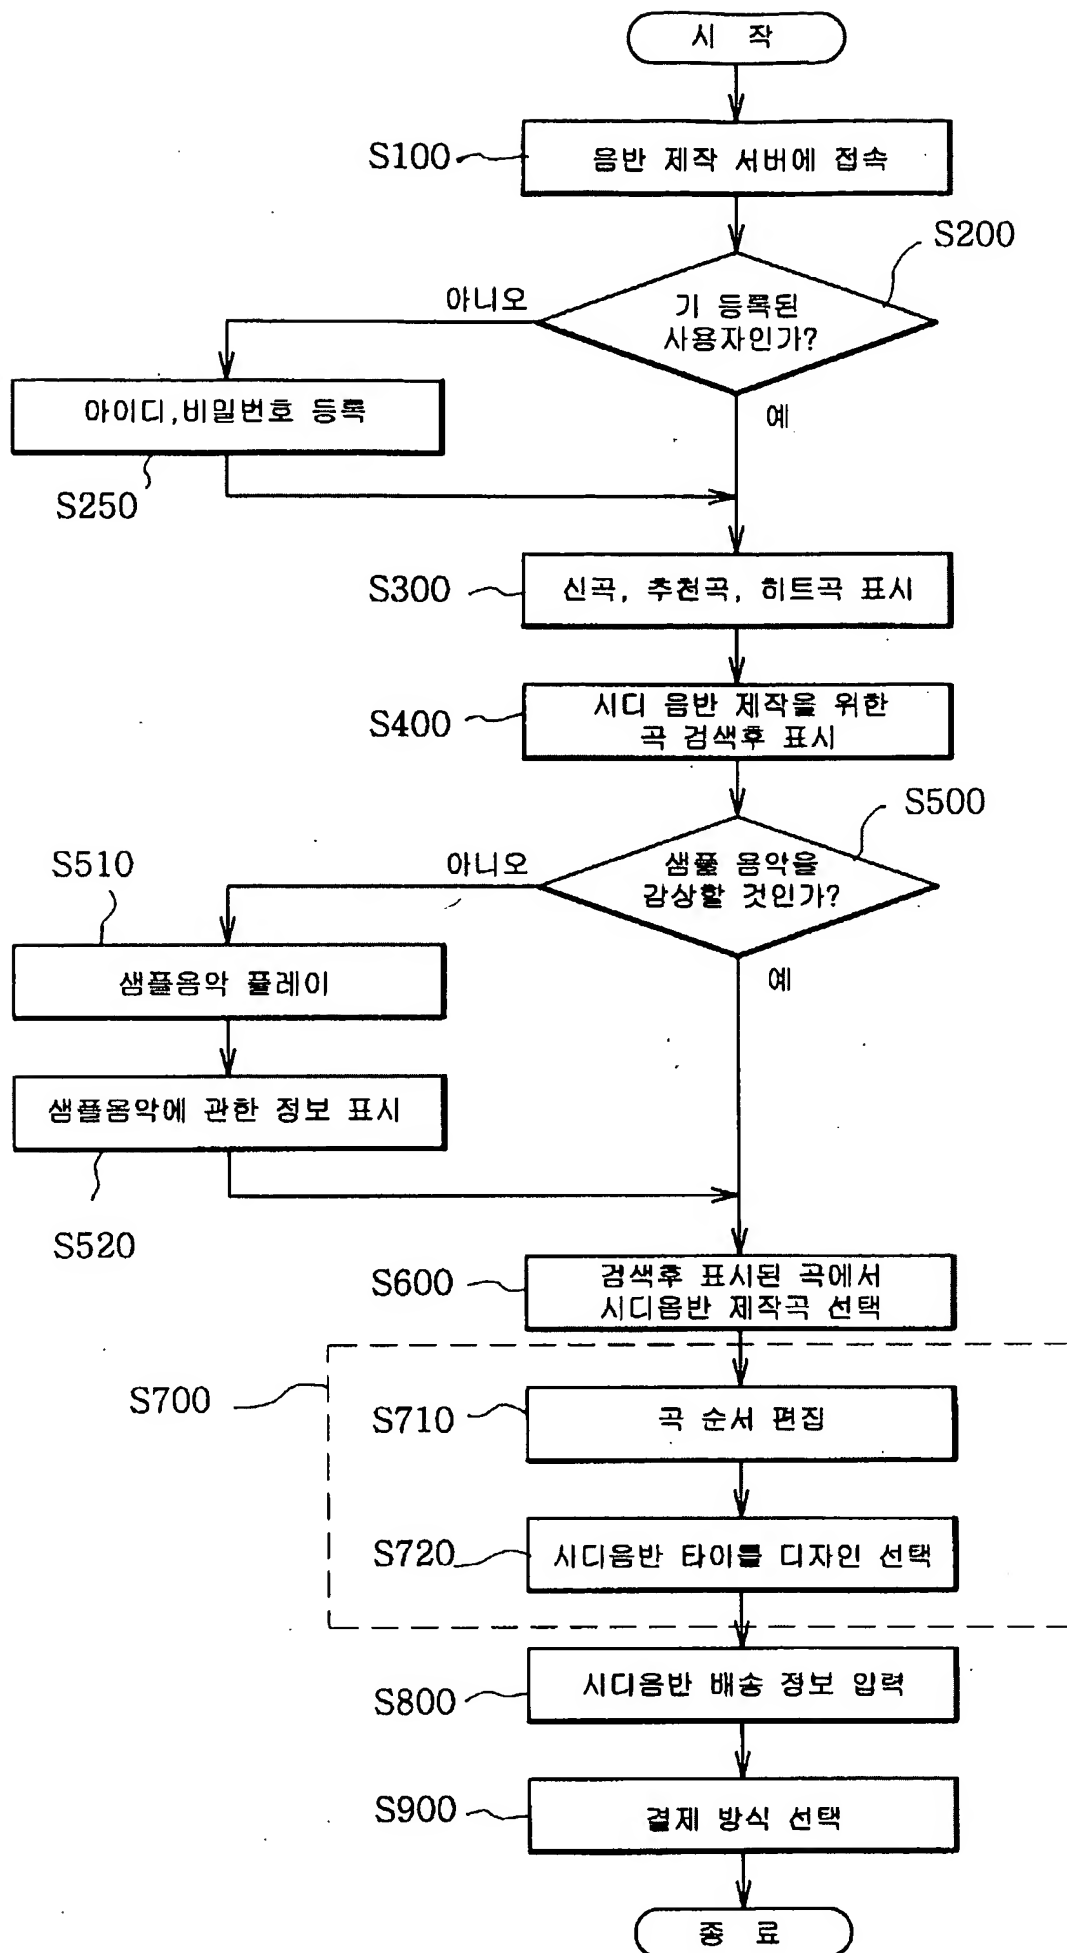 시 작
S100
음반 제작 서버에 접속
S200
기 등록된
사용자인가?
아니오
예
아이디,비밀번호 등록
S250
S300
신곡, 추천곡, 히트곡 표시
S400
시디 음반 제작을 위한
곡 검색후 표시
S500
샘플 음악을
감상할 것인가?
아니오
예
S510
샘플음악 플레이
샘플음악에 관한 정보 표시
S520
S600
검색후 표시된 곡에서
시디음반 제작곡 선택
S700
S710
곡 순서 편집
S720
시디음반 타이틀 디자인 선택
S800
시디음반 배송 정보 입력
S900
결제 방식 선택
종 료